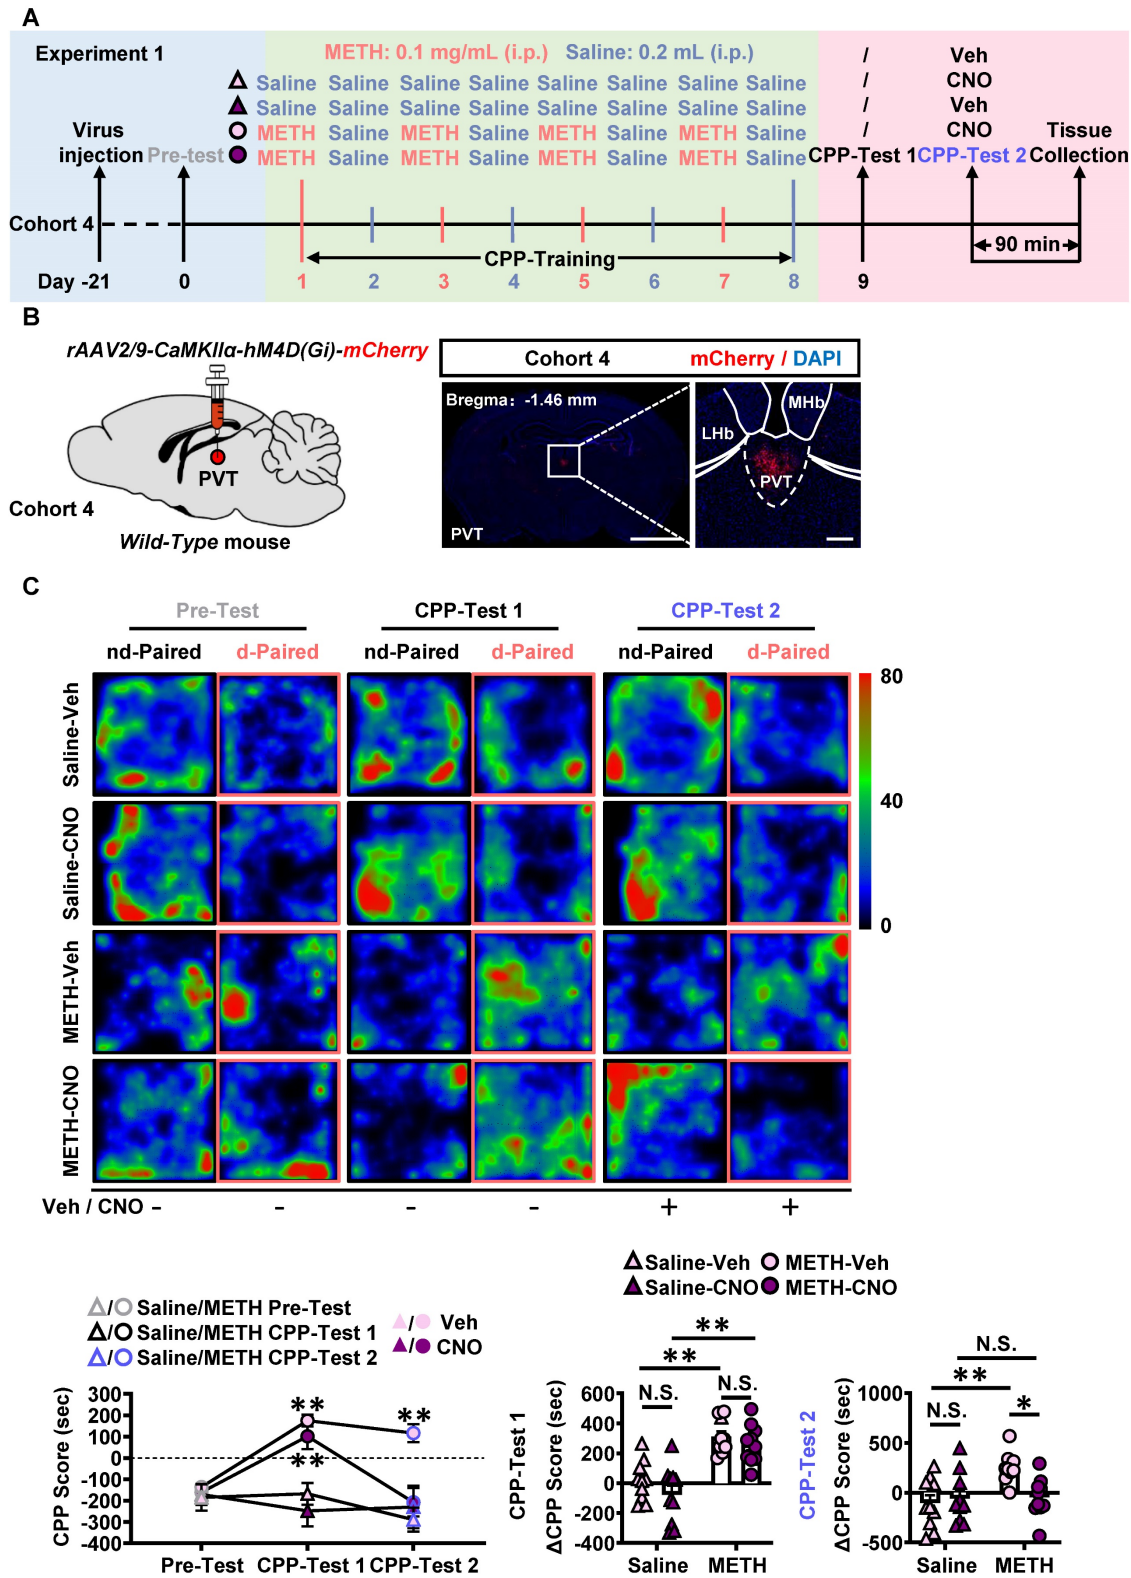 A
Experiment 1
METH: 0.1 mg/mL (i.p.) Saline: 0.2 mL (i.p.)
Saline Saline Saline Saline Saline Saline Saline Saline / Veh
Saline Saline Saline Saline Saline Saline Saline Saline / CNO
METH Saline METH Saline METH Saline METH Saline / Veh
METH Saline METH Saline METH Saline METH Saline / CNO
Virus injection Pre-test CPP-Test 1 CPP-Test 2 Tissue Collection
Cohort 4
CPP-Training
90 min
Day -21 0 1 2 3 4 5 6 7 8 9
B
rAAV2/9-CaMKIIα-hM4D(Gi)-mCherry
PVT
Cohort 4
Wild-Type mouse
Cohort 4 mCherry / DAPI
Bregma: -1.46 mm
PVT
MHb
LHb
PVT
C
Pre-Test CPP-Test 1 CPP-Test 2
nd-Paired d-Paired nd-Paired d-Paired nd-Paired d-Paired
Saline-Veh
Saline-CNO
METH-Veh
METH-CNO
80
40
0
Veh / CNO - - - - + +
/ Saline/METH Pre-Test
/ Saline/METH CPP-Test 1
/ Saline/METH CPP-Test 2
/ Veh
/ CNO
CPP Score (sec)
300
200
100
0
-100
-200
-300
-400
** ** **
Pre-Test CPP-Test 1 CPP-Test 2
Saline-Veh METH-Veh
Saline-CNO METH-CNO
CPP-Test 1
ΔCPP Score (sec)
600
400
200
0
-200
-400
**
**
N.S. N.S.
Saline METH
CPP-Test 2
ΔCPP Score (sec)
1000
500
0
-500
N.S.
**
N.S. *
Saline METH